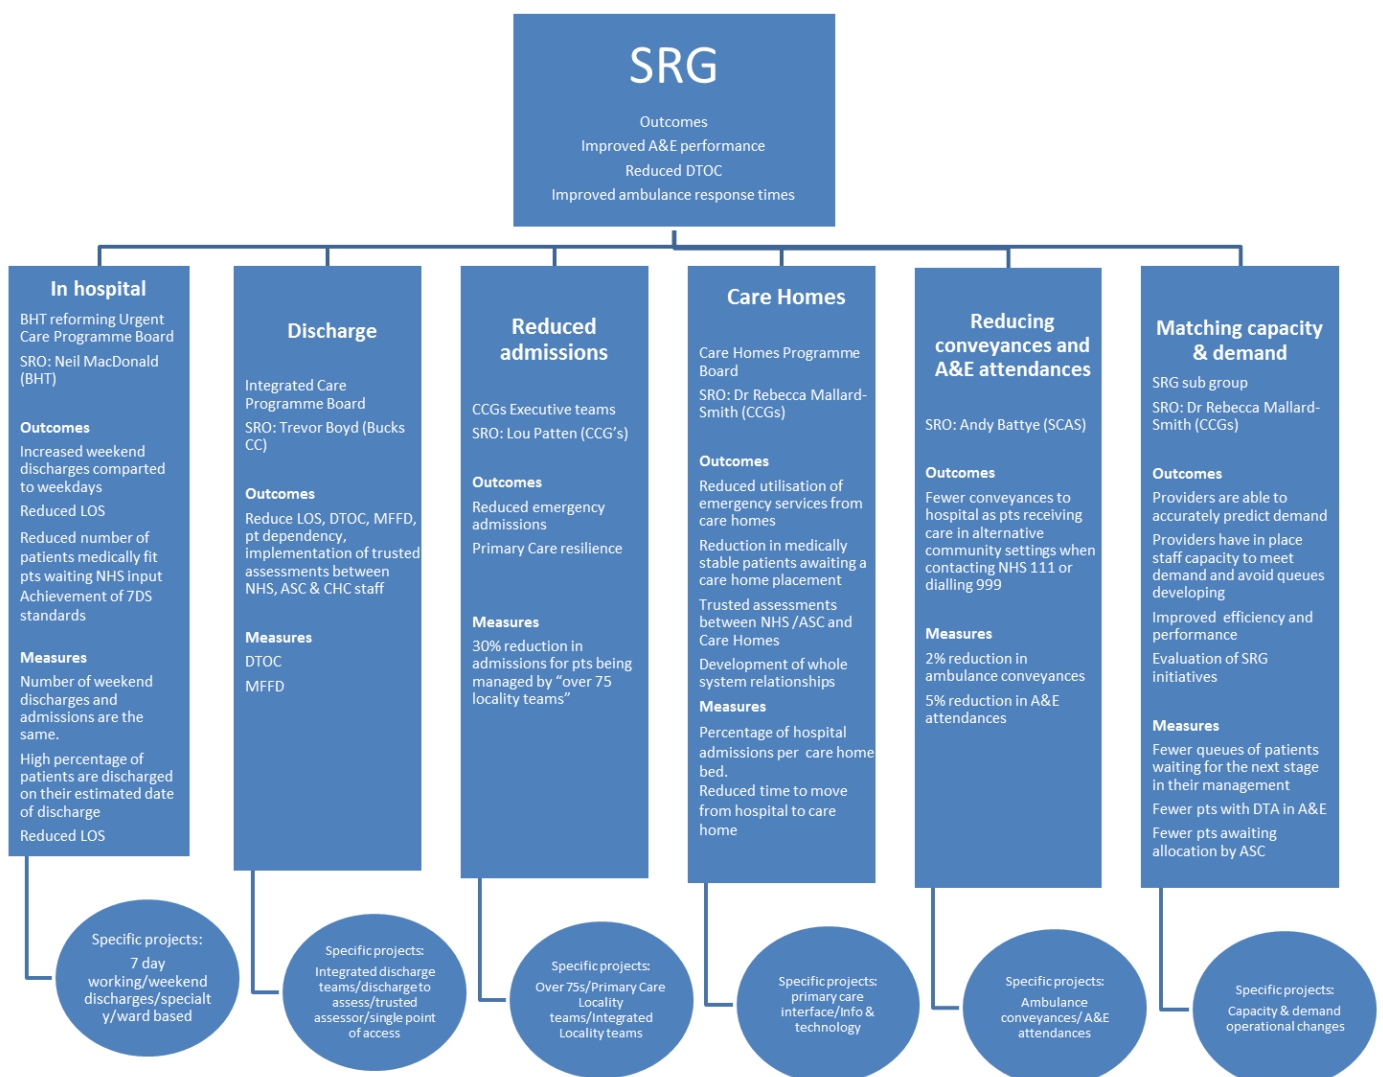 SRG
Outcomes
Improved A&E performance
Reduced DTOC
Improved ambulance response times
In hospital
BHT reforming Urgent
Care Programme Board
SRO: Neil MacDonald
(BHT)
Outcomes
Increased weekend
discharges comparted
to weekdays
Reduced LOS
Reduced number of
patients medically fit
pts waiting NHS input
Achievement of 7DS
standards
Measures
Number of weekend
discharges and
admissions are the
same.
High percentage of
patients are discharged
on their estimated date
of discharge
Reduced LOS
Specific projects:
7 day
working/weekend
discharges/specialt
y/ward based
Discharge
Integrated Care
Programme Board
SRO: Trevor Boyd (Bucks
CC)
Outcomes
Reduce LOS, DTOC, MFFD,
pt dependency,
implementation of trusted
assessments between
NHS, ASC & CHC staff
Measures
DTOC
MFFD
Specific projects:
Integrated discharge
teams/discharge to
assess/trusted
assessor/single point
of access
Reduced
admissions
CCGs Executive teams
SRO: Lou Patten (CCG's)
Outcomes
Reduced emergency
admissions
Primary Care resilience
Measures
30% reduction in
admissions for pts being
managed by “over 75
locality teams”
Specific projects:
Over 75s/Primary Care
Locality
teams/Integrated
Locality teams
Care Homes
Care Homes Programme
Board
SRO: Dr Rebecca Mallard-
Smith (CCGs)
Outcomes
Reduced utilisation of
emergency services from
care homes
Reduction in medically
stable patients awaiting a
care home placement
Trusted assessments
between NHS /ASC and
Care Homes
Development of whole
system relationships
Measures
Percentage of hospital
admissions per care home
bed.
Reduced time to move
from hospital to care
home
Specific projects:
primary care
interface/Info &
technology
Reducing
conveyances and
A&E attendances
SRO: Andy Battye (SCAS)
Outcomes
Fewer conveyances to
hospital as pts receiving
care in alternative
community settings when
contacting NHS 111 or
dialling 999
Measures
2% reduction in
ambulance conveyances
5% reduction in A&E
attendances
Specific projects:
Ambulance
conveyances/ A&E
attendances
Matching capacity
& demand
SRG sub group
SRO: Dr Rebecca Mallard-
Smith (CCGs)
Outcomes
Providers are able to
accurately predict demand
Providers have in place
staff capacity to meet
demand and avoid queues
developing
Improved efficiency and
performance
Evaluation of SRG
initiatives
Measures
Fewer queues of patients
waiting for the next stage
in their management
Fewer pts with DTA in A&E
Fewer pts awaiting
allocation by ASC
Specific projects:
Capacity & demand
operational changes